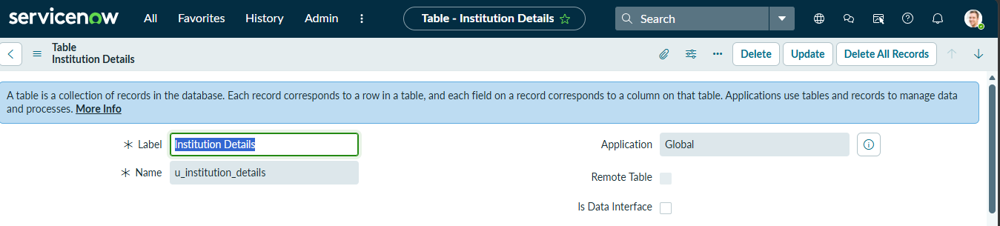 servicenow All Favorites History Admin Table - Institution Details Search
Table
Institution Details
Delete Update Delete All Records
A table is a collection of records in the database. Each record corresponds to a row in a table, and each field on a record corresponds to a column on that table. Applications use tables and records to manage data
and processes. More Info
Label Institution Details Application Global
Name u_institution_details Remote Table
Is Data Interface